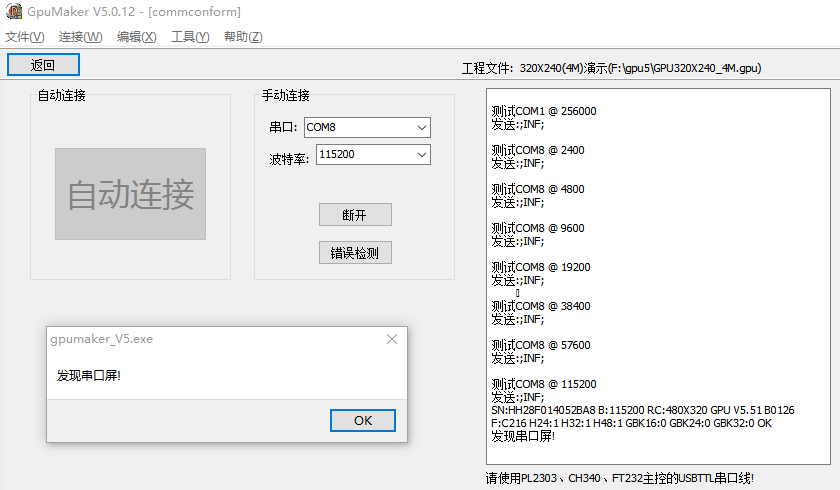 GpuMaker V5.0.12 - [commconform]
文件(V) 连接(W) 编辑(X) 工具(Y) 帮助(Z)
返回
工程文件: 320X240(4M)演示(F:\gpu5\GPU320X240_4M.gpu)
自动连接
自动连接
手动连接
串口: COM8
波特率: 115200
断开
错误检测
gpumaker_V5.exe
发现串口屏!
OK
测试COM1 @ 256000
发送:;INF;
测试COM8 @ 2400
发送:;INF;
测试COM8 @ 4800
发送:;INF;
测试COM8 @ 9600
发送:;INF;
测试COM8 @ 19200
发送:;INF;
测试COM8 @ 38400
发送:;INF;
测试COM8 @ 57600
发送:;INF;
测试COM8 @ 115200
发送:;INF;
SN:HH28F014052BA8 B:115200 RC:480X320 GPU V5.51 B0126
F:C216 H24:1 H32:1 H48:1 GBK16:0 GBK24:0 GBK32:0 OK
发现串口屏!
请使用PL2303、CH340、FT232主控的USBTTL串口线!